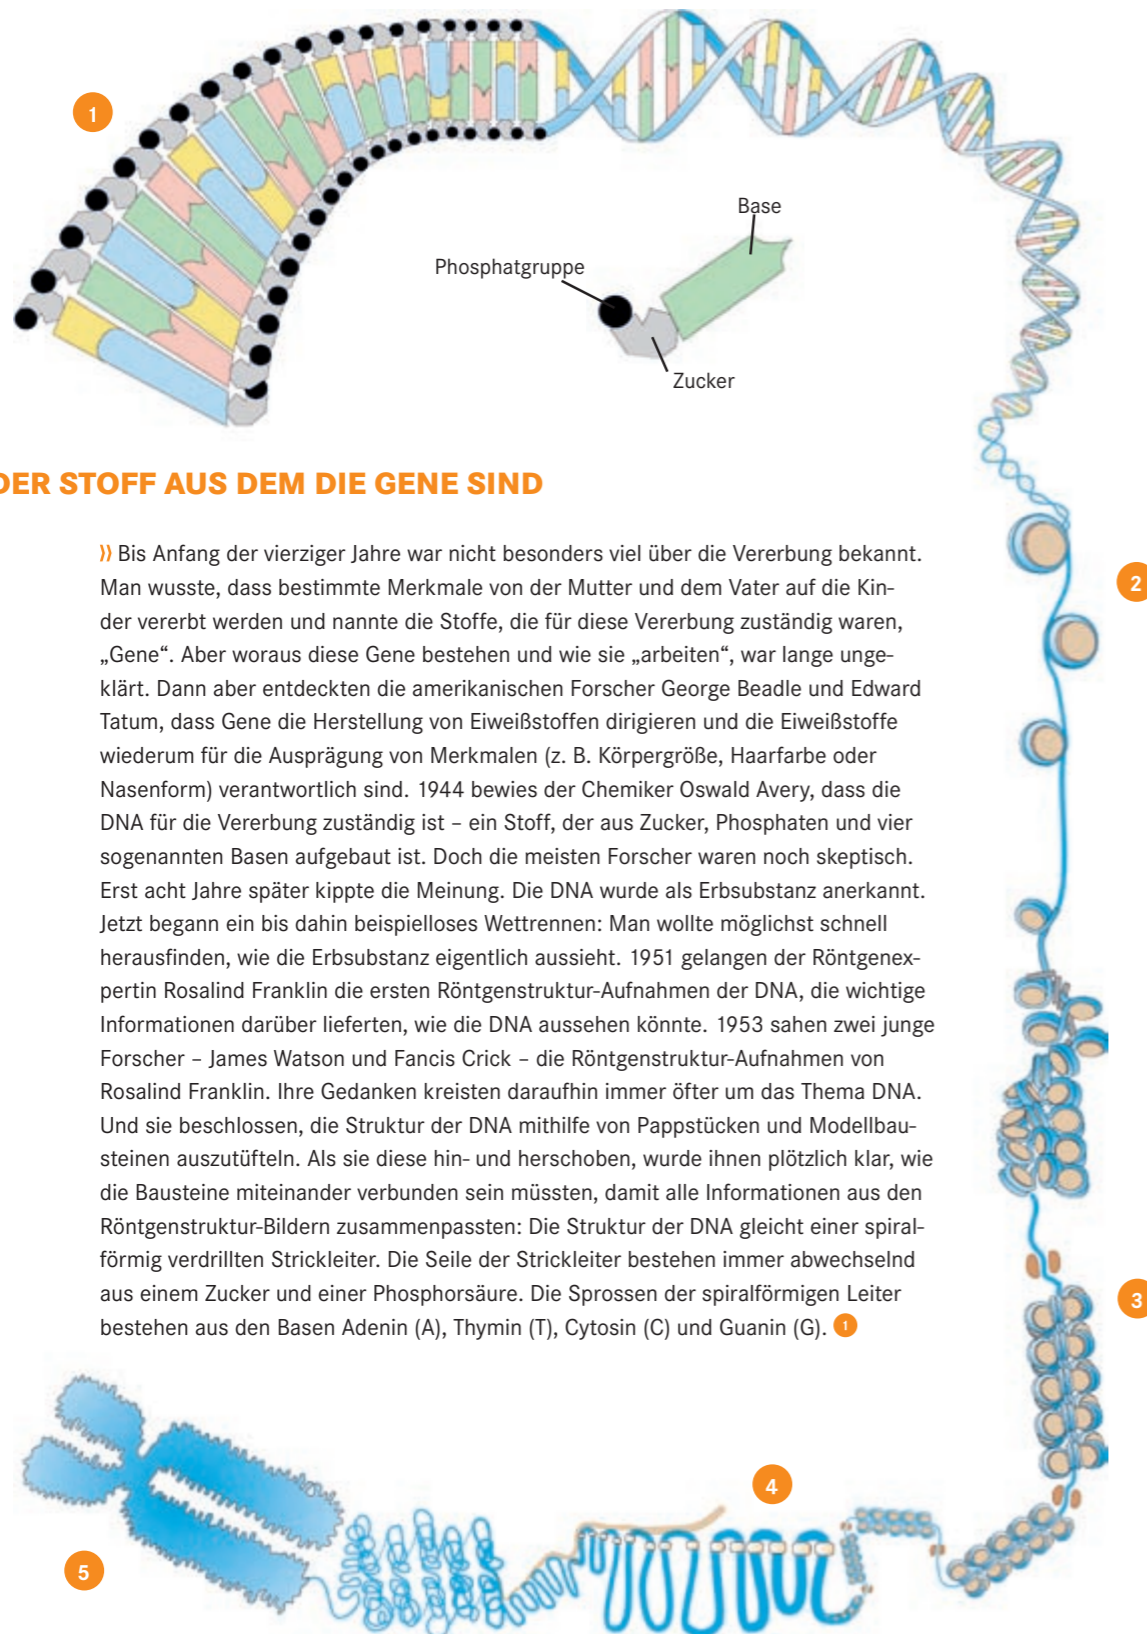 1
Base
Phosphatgruppe
Zucker
DER STOFF AUS DEM DIE GENE SIND
⟫ Bis Anfang der vierziger Jahre war nicht besonders viel über die Vererbung bekannt.
Man wusste, dass bestimmte Merkmale von der Mutter und dem Vater auf die Kin-
der vererbt werden und nannte die Stoffe, die für diese Vererbung zuständig waren,
„Gene“. Aber woraus diese Gene bestehen und wie sie „arbeiten“, war lange unge-
klärt. Dann aber entdeckten die amerikanischen Forscher George Beadle und Edward
Tatum, dass Gene die Herstellung von Eiweißstoffen dirigieren und die Eiweißstoffe
wiederum für die Ausprägung von Merkmalen (z. B. Körpergröße, Haarfarbe oder
Nasenform) verantwortlich sind. 1944 bewies der Chemiker Oswald Avery, dass die
DNA für die Vererbung zuständig ist – ein Stoff, der aus Zucker, Phosphaten und vier
sogenannten Basen aufgebaut ist. Doch die meisten Forscher waren noch skeptisch.
Erst acht Jahre später kippte die Meinung. Die DNA wurde als Erbsubstanz anerkannt.
Jetzt begann ein bis dahin beispielloses Wettrennen: Man wollte möglichst schnell
herausfinden, wie die Erbsubstanz eigentlich aussieht. 1951 gelangen der Röntgenex-
pertin Rosalind Franklin die ersten Röntgenstruktur-Aufnahmen der DNA, die wichtige
Informationen darüber lieferten, wie die DNA aussehen könnte. 1953 sahen zwei junge
Forscher – James Watson und Fancis Crick – die Röntgenstruktur-Aufnahmen von
Rosalind Franklin. Ihre Gedanken kreisten daraufhin immer öfter um das Thema DNA.
Und sie beschlossen, die Struktur der DNA mithilfe von Pappstücken und Modellbau-
steinen auszutüfteln. Als sie diese hin- und herschoben, wurde ihnen plötzlich klar, wie
die Bausteine miteinander verbunden sein müssten, damit alle Informationen aus den
Röntgenstruktur-Bildern zusammenpassten: Die Struktur der DNA gleicht einer spiral-
förmig verdrillten Strickleiter. Die Seile der Strickleiter bestehen immer abwechselnd
aus einem Zucker und einer Phosphorsäure. Die Sprossen der spiralförmigen Leiter
bestehen aus den Basen Adenin (A), Thymin (T), Cytosin (C) und Guanin (G). 1
2
3
4
5